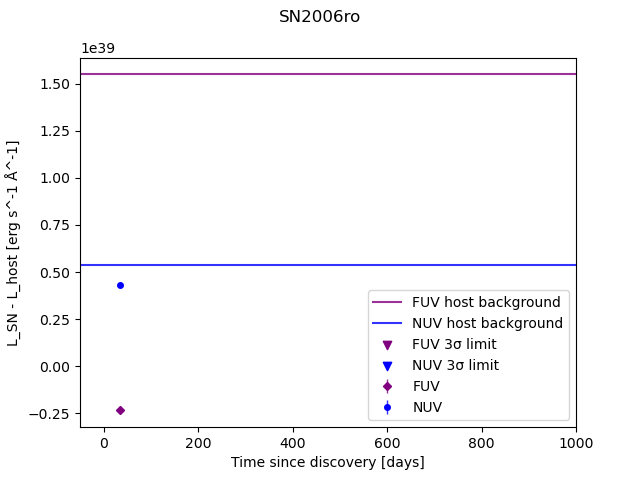 SN2006ro
1e39
1.50
1.25
1.00
0.75
0.50
0.25
0.00
−0.25
L_SN - L_host [erg s^-1 Å^-1]
FUV host background
NUV host background
FUV 3σ limit
NUV 3σ limit
FUV
NUV
0 200 400 600 800 1000
Time since discovery [days]